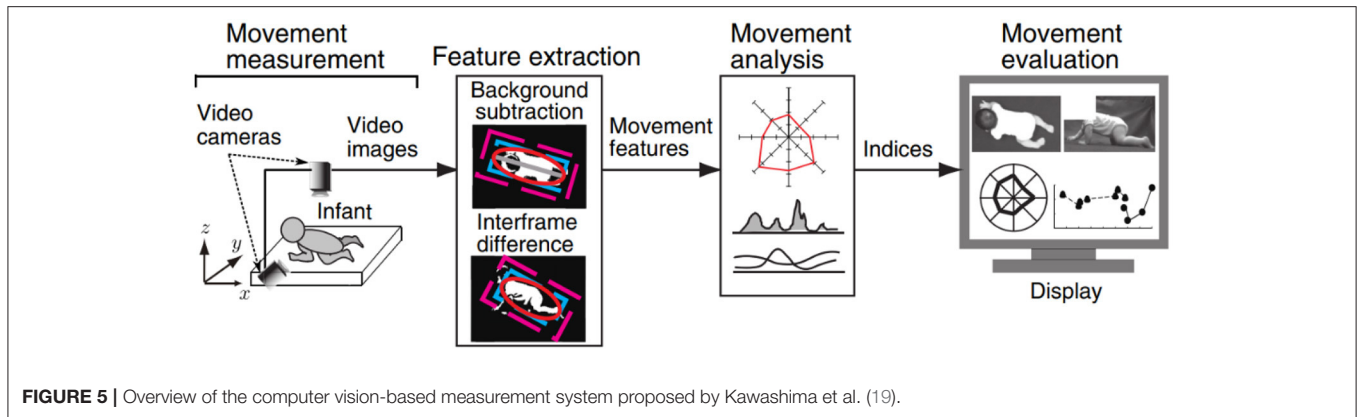 Movement
measurement
Video
cameras
Video
images
Infant
z
y
x
Feature extraction
Background
subtraction
Interframe
difference
Movement
features
Movement
analysis
Indices
Movement
evaluation
Display
FIGURE 5 | Overview of the computer vision-based measurement system proposed by Kawashima et al. (19).